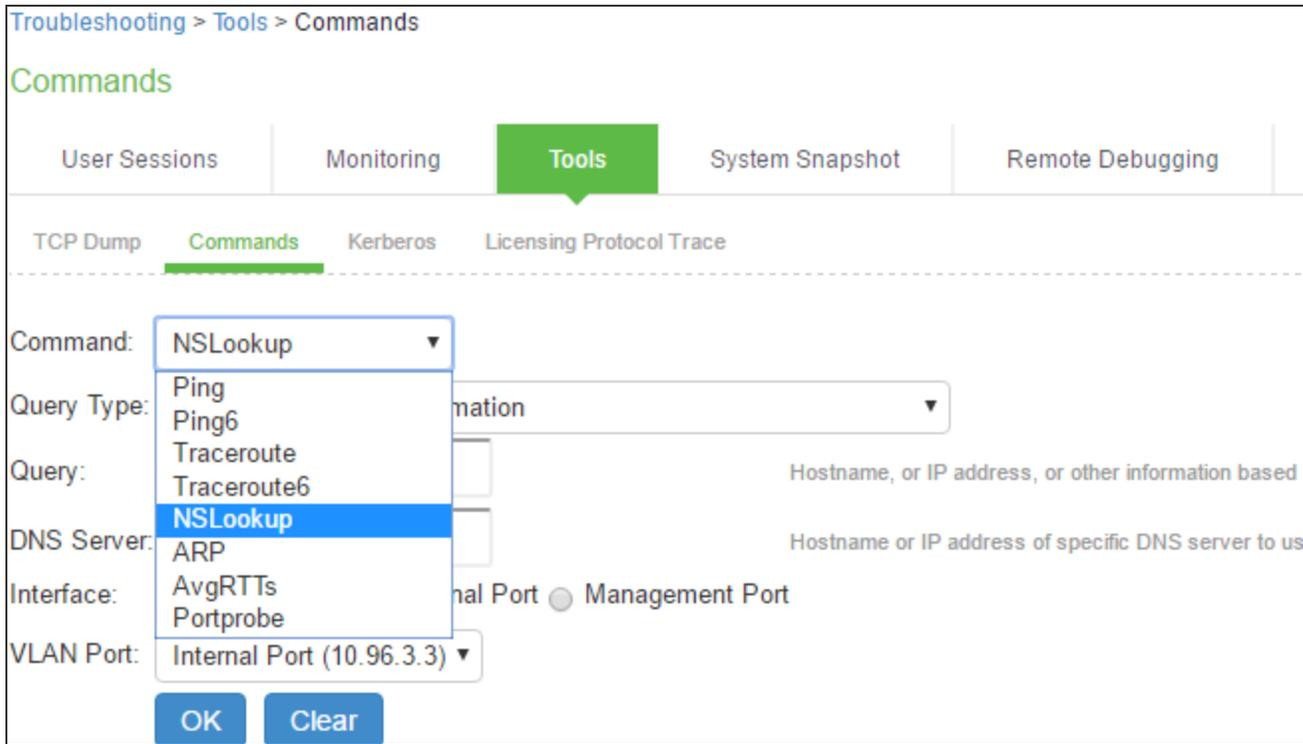 Troubleshooting > Tools > Commands
Commands
User Sessions Monitoring Tools System Snapshot Remote Debugging
TCP Dump Commands Kerberos Licensing Protocol Trace
Command: NSLookup
Ping
Query Type: mation
Ping6
Traceroute
Query: Hostname, or IP address, or other information based
Traceroute6
NSLookup
DNS Server: Hostname or IP address of specific DNS server to us
ARP
AvgRTTs
Interface: nal Port Management Port
Portprobe
VLAN Port: Internal Port (10.96.3.3)
OK Clear